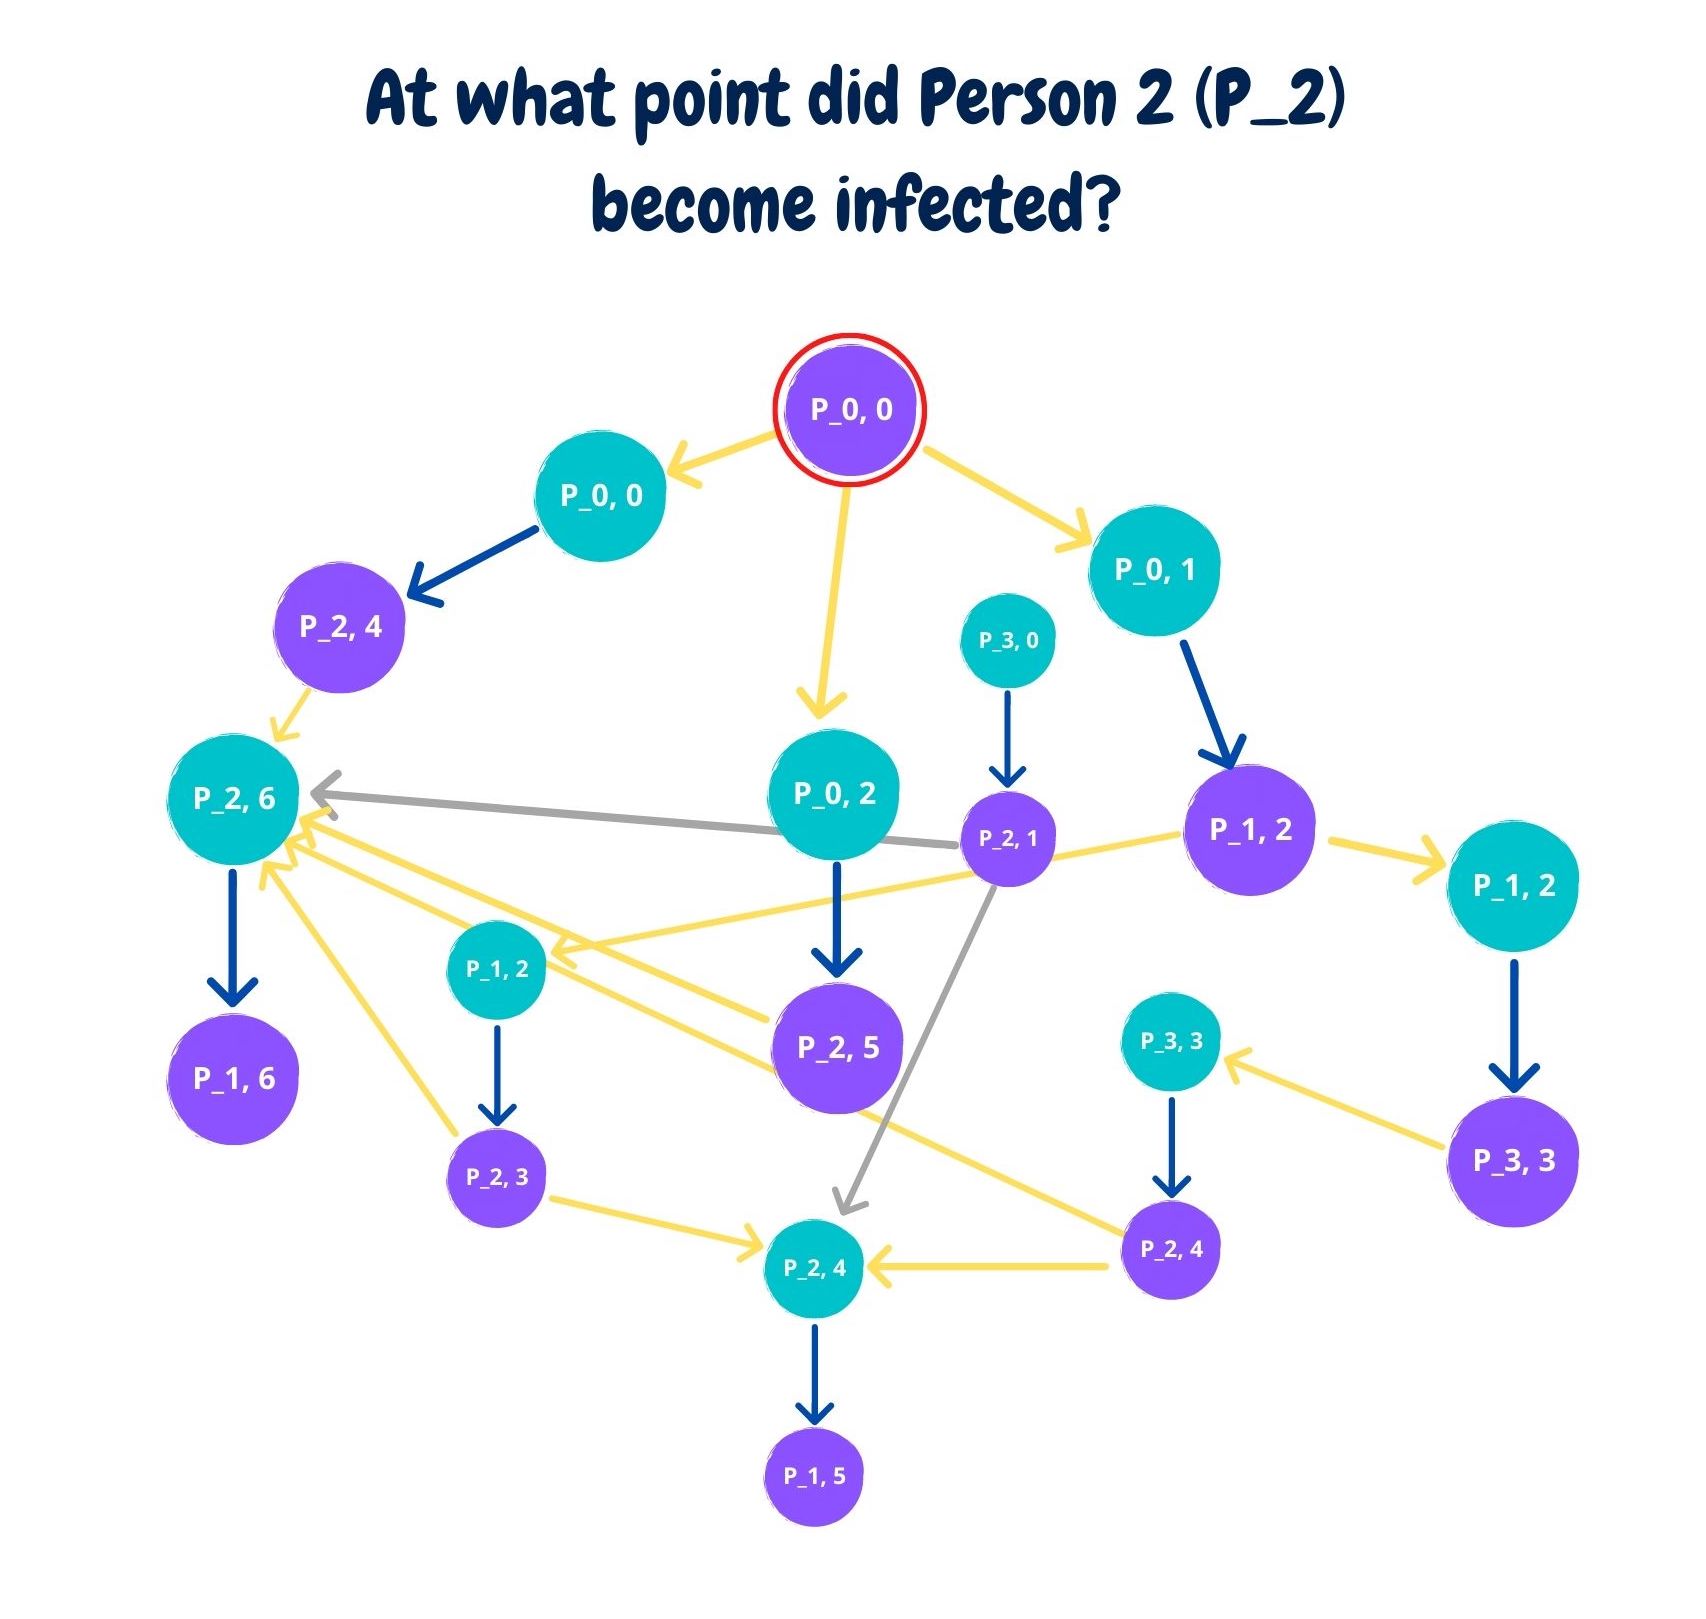 At what point did Person 2 (P_2)
become infected?
P_0, 0
P_0, 0
P_0, 1
P_2, 4
P_3, 0
P_2, 6
P_0, 2
P_2, 1
P_1, 2
P_1, 2
P_1, 2
P_2, 5
P_3, 3
P_1, 6
P_3, 3
P_2, 3
P_2, 4
P_2, 4
P_1, 5